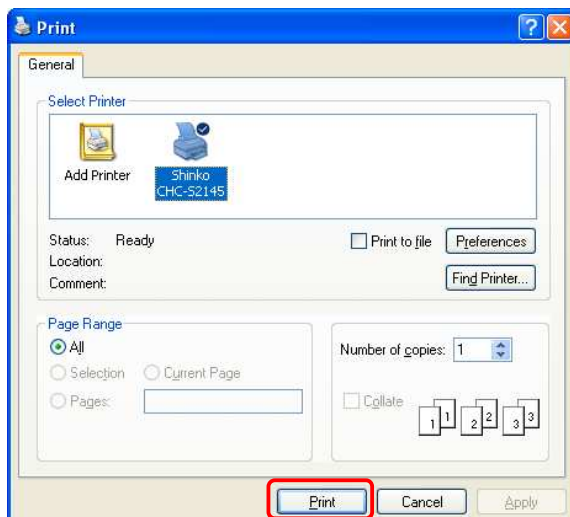 Print
General
Select Printer
Add Printer
Shinko
CHC-S2145
Status: Ready
Location:
Comment:
Print to file
Preferences
Find Printer...
Page Range
All
Selection
Current Page
Pages:
Number of copies: 1
Collate
1 1 2 2 3 3
Print
Cancel
Apply